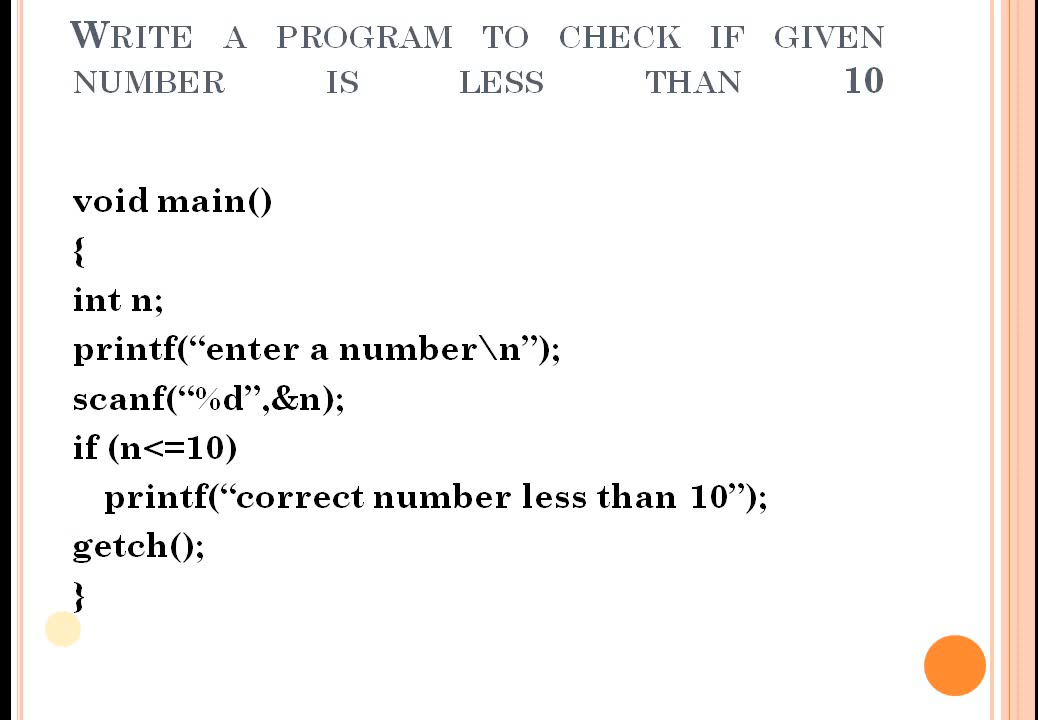 WRITE A PROGRAM TO CHECK IF GIVEN
NUMBER IS LESS THAN 10
void main()
{
int n;
printf(“enter a number\n”);
scanf(“%d”,&n);
if (n<=10)
printf(“correct number less than 10”);
getch();
}